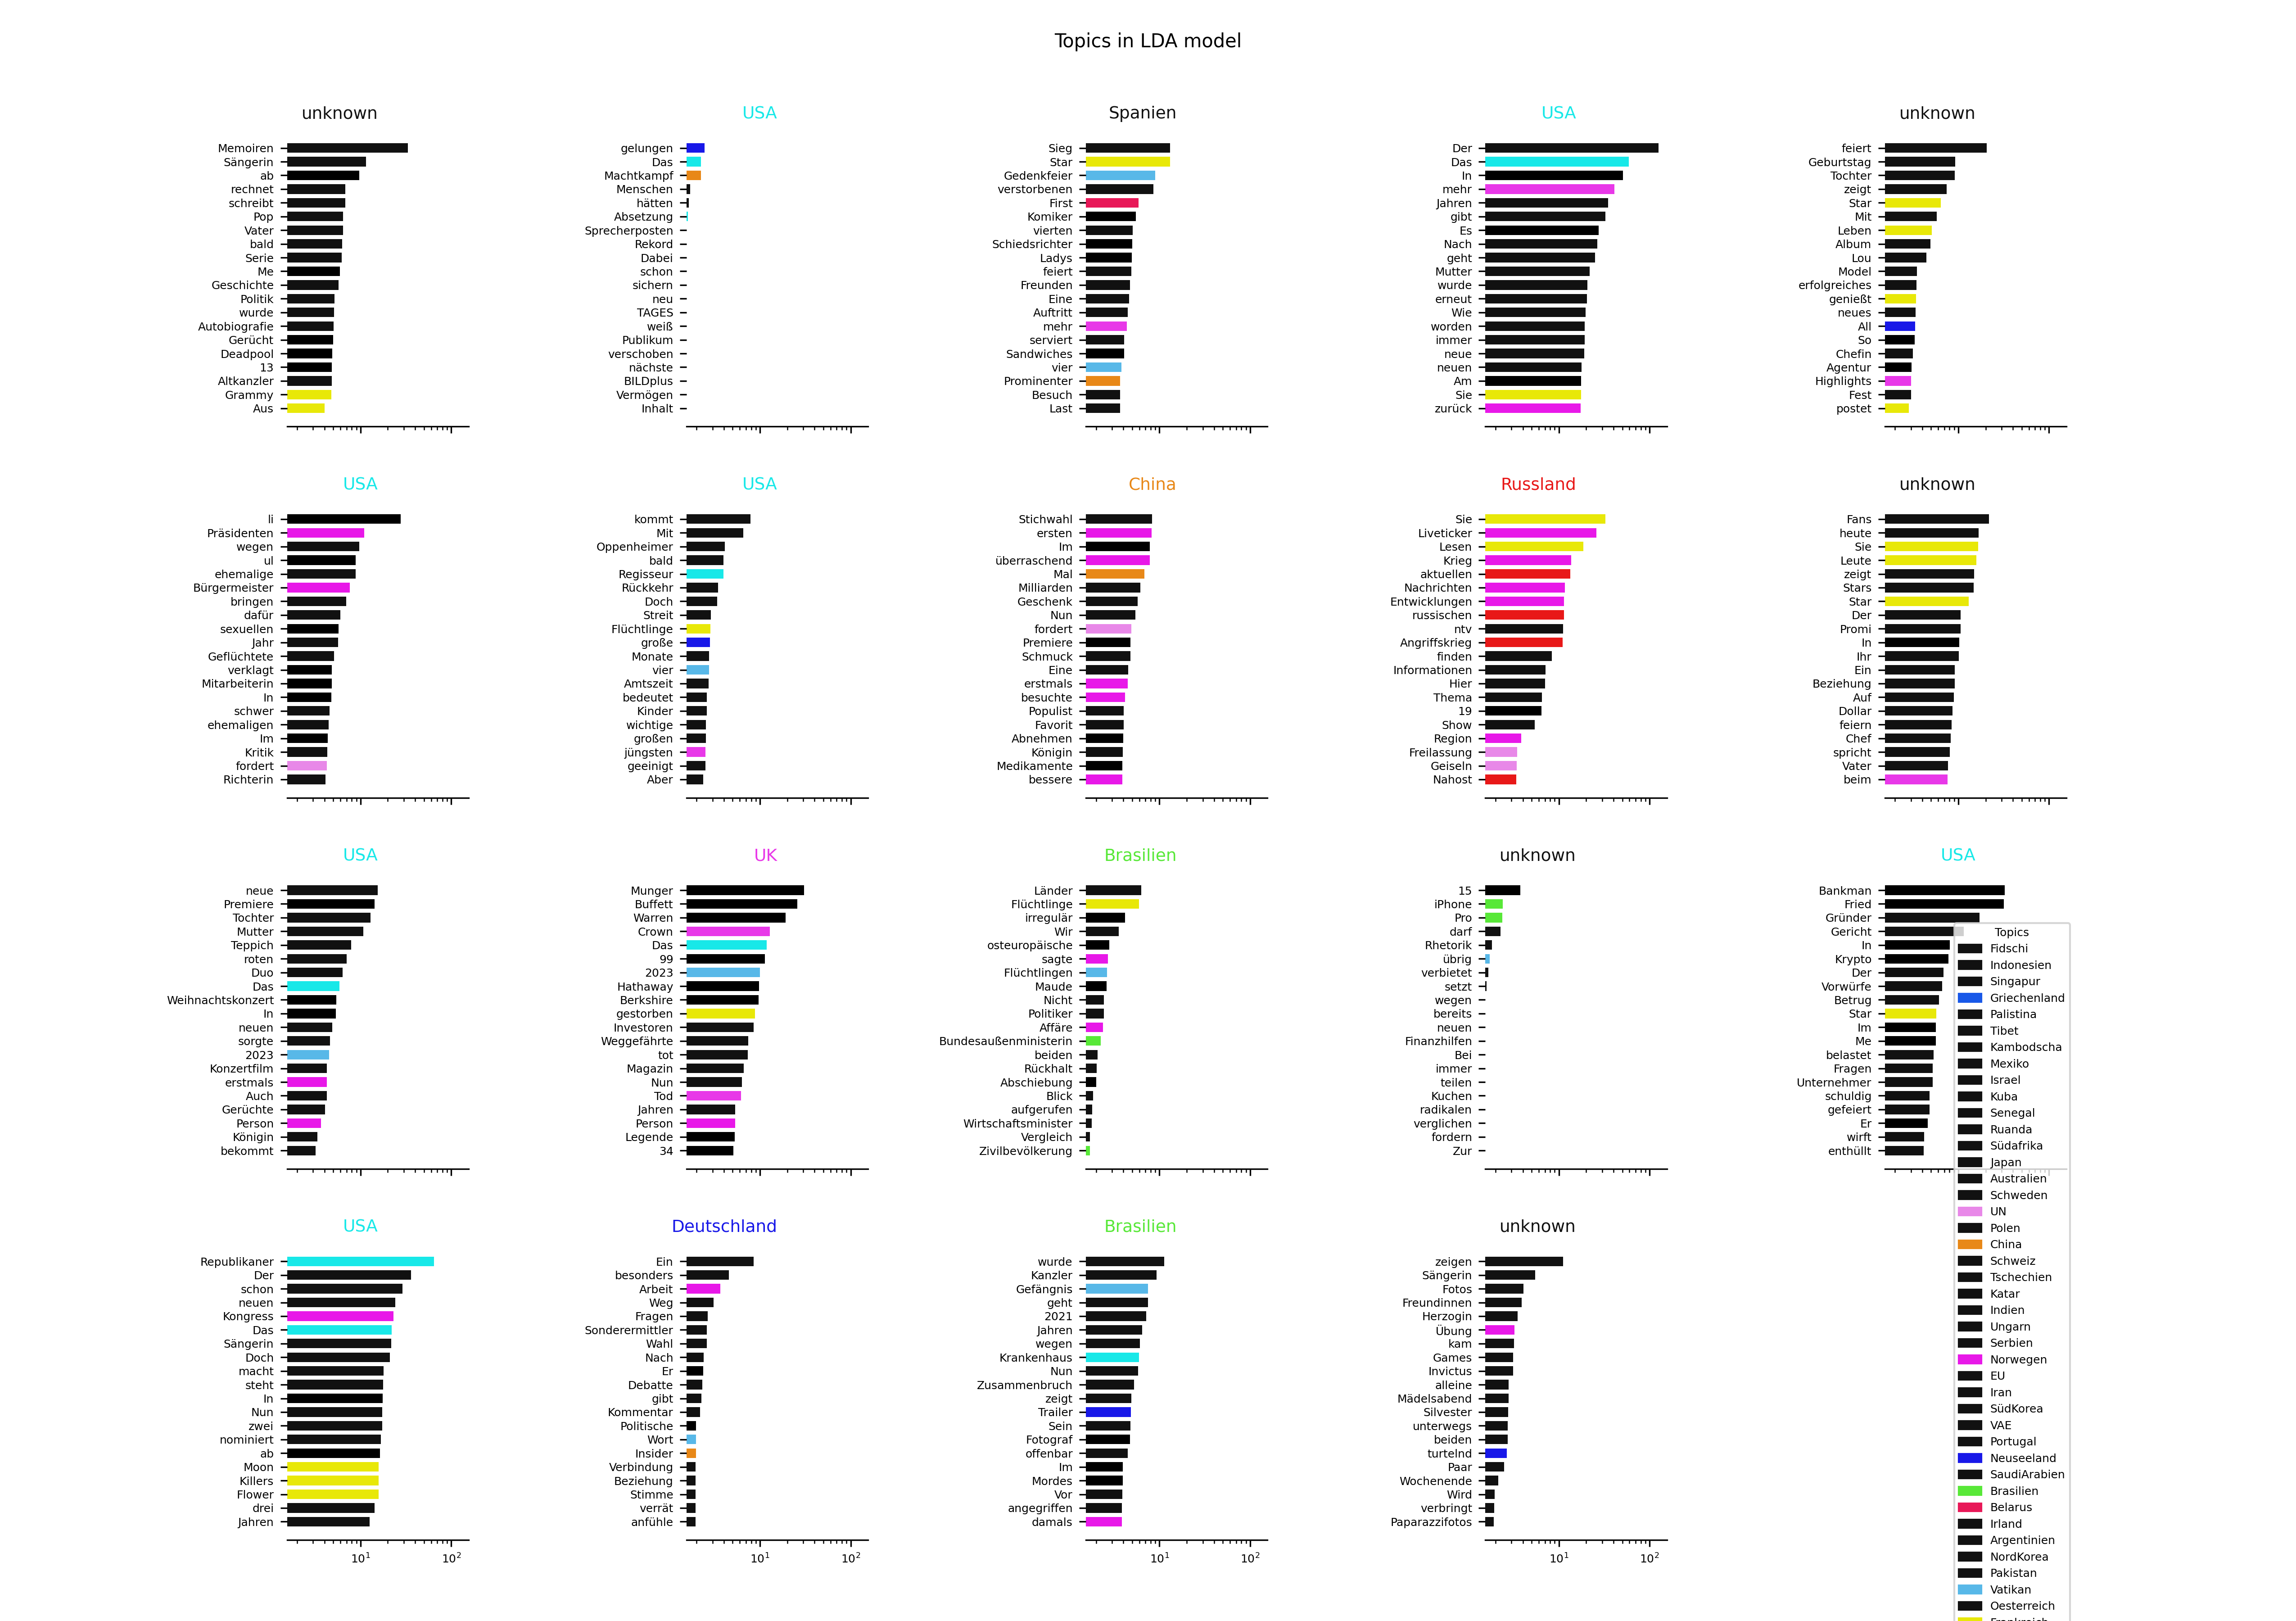 Topics in LDA model
unknown
Memoiren
Sängerin
ab
rechnet
schreibt
Pop
Vater
bald
Serie
Me
Geschichte
Politik
wurde
Autobiografie
Gerücht
Deadpool
13
Altkanzler
Grammy
Aus
USA
gelungen
Das
Machtkampf
Menschen
hätten
Absetzung
Sprecherposten
Rekord
Dabei
schon
sichern
neu
TAGES
weiß
Publikum
verschoben
nächste
BILDplus
Vermögen
Inhalt
Spanien
Sieg
Star
Gedenkfeier
verstorbenen
First
Komiker
vierten
Schiedsrichter
Ladys
feiert
Freunden
Eine
Auftritt
mehr
serviert
Sandwiches
vier
Prominenter
Besuch
Last
USA
Der
Das
In
mehr
Jahren
gibt
Es
Nach
geht
Mutter
wurde
erneut
Wie
worden
immer
neue
neuen
Am
Sie
zurück
unknown
feiert
Geburtstag
Tochter
zeigt
Star
Mit
Leben
Album
Lou
Model
erfolgreiches
genießt
neues
All
So
Chefin
Agentur
Highlights
Fest
postet
USA
li
Präsidenten
wegen
ul
ehemalige
Bürgermeister
bringen
dafür
sexuellen
Jahr
Geflüchtete
verklagt
Mitarbeiterin
In
schwer
ehemaligen
Im
Kritik
fordert
Richterin
USA
kommt
Mit
Oppenheimer
bald
Regisseur
Rückkehr
Doch
Streit
Flüchtlinge
große
Monate
vier
Amtszeit
bedeutet
Kinder
wichtige
großen
jüngsten
geeinigt
Aber
China
Stichwahl
ersten
Im
überraschend
Mal
Milliarden
Geschenk
Nun
fordert
Premiere
Schmuck
Eine
erstmals
besuchte
Populist
Favorit
Abnehmen
Königin
Medikamente
bessere
Russland
Sie
Liveticker
Lesen
Krieg
aktuellen
Nachrichten
Entwicklungen
russischen
ntv
Angriffskrieg
finden
Informationen
Hier
Thema
19
Show
Region
Freilassung
Geiseln
Nahost
unknown
Fans
heute
Sie
Leute
zeigt
Stars
Star
Der
Promi
In
Ihr
Ein
Beziehung
Auf
Dollar
feiern
Chef
spricht
Vater
beim
USA
neue
Premiere
Tochter
Mutter
Teppich
roten
Duo
Das
Weihnachtskonzert
In
neuen
sorgte
2023
Konzertfilm
erstmals
Auch
Gerüchte
Person
Königin
bekommt
UK
Munger
Buffett
Warren
Crown
Das
99
2023
Hathaway
Berkshire
gestorben
Investoren
Weggefährte
tot
Magazin
Nun
Tod
Jahren
Person
Legende
34
Brasilien
Länder
Flüchtlinge
irregulär
Wir
osteuropäische
sagte
Flüchtlingen
Maude
Nicht
Politiker
Affäre
Bundesaußenministerin
beiden
Rückhalt
Abschiebung
Blick
aufgerufen
Wirtschaftsminister
Vergleich
Zivilbevölkerung
unknown
15
iPhone
Pro
darf
Rhetorik
übrig
verbietet
setzt
wegen
bereits
neuen
Finanzhilfen
Bei
immer
teilen
Kuchen
radikalen
verglichen
fordern
Zur
USA
Bankman
Fried
Gründer
Gericht
In
Krypto
Der
Vorwürfe
Betrug
Star
Im
Me
belastet
Fragen
Unternehmer
schuldig
gefeiert
Er
wirft
enthüllt
USA
Republikaner
Der
schon
neuen
Kongress
Das
Sängerin
Doch
macht
steht
In
Nun
zwei
nominiert
ab
Moon
Killers
Flower
drei
Jahren
10¹ 10²
Deutschland
Ein
besonders
Arbeit
Weg
Fragen
Sonderermittler
Wahl
Nach
Er
Debatte
gibt
Kommentar
Politische
Wort
Insider
Verbindung
Beziehung
Stimme
verrät
anfühle
10¹ 10²
Brasilien
wurde
Kanzler
Gefängnis
geht
2021
Jahren
wegen
Krankenhaus
Nun
Zusammenbruch
zeigt
Trailer
Sein
Fotograf
offenbar
Im
Mordes
Vor
angegriffen
damals
10¹ 10²
unknown
zeigen
Sängerin
Fotos
Freundinnen
Herzogin
Übung
kam
Games
Invictus
alleine
Mädelsabend
Silvester
unterwegs
beiden
turtelnd
Paar
Wochenende
Wird
verbringt
Paparazzifotos
10¹ 10²
Topics
Fidschi
Indonesien
Singapur
Griechenland
Palistina
Tibet
Kambodscha
Mexiko
Israel
Kuba
Senegal
Ruanda
Südafrika
Japan
Australien
Schweden
UN
Polen
China
Schweiz
Tschechien
Katar
Indien
Ungarn
Serbien
Norwegen
EU
Iran
SüdKorea
VAE
Portugal
Neuseeland
SaudiArabien
Brasilien
Belarus
Irland
Argentinien
NordKorea
Pakistan
Vatikan
Oesterreich